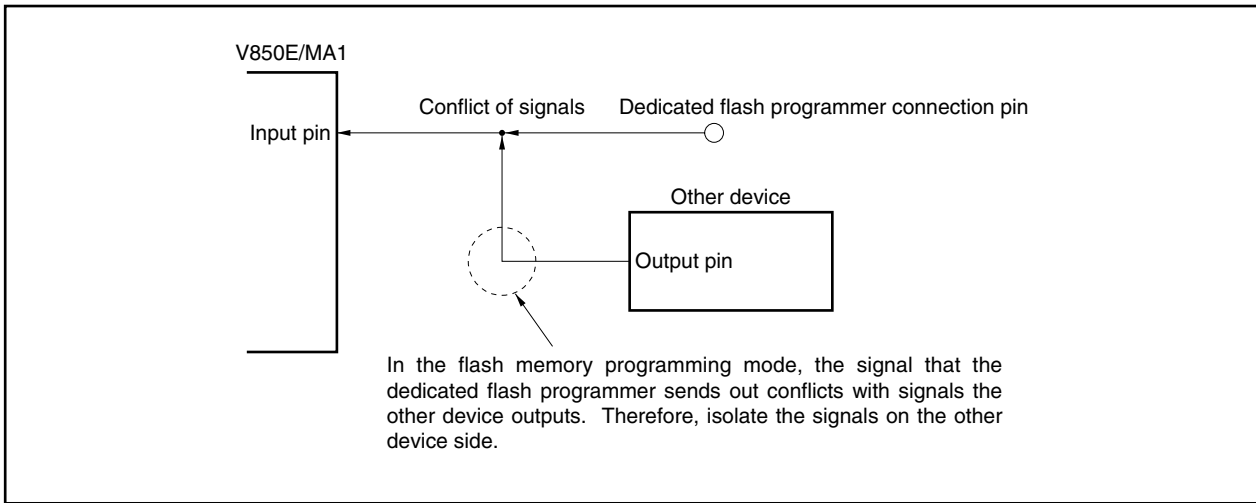 V850E/MA1
Conflict of signals
Dedicated flash programmer connection pin
Input pin
Other device
Output pin
In the flash memory programming mode, the signal that the
dedicated flash programmer sends out conflicts with signals the
other device outputs. Therefore, isolate the signals on the other
device side.